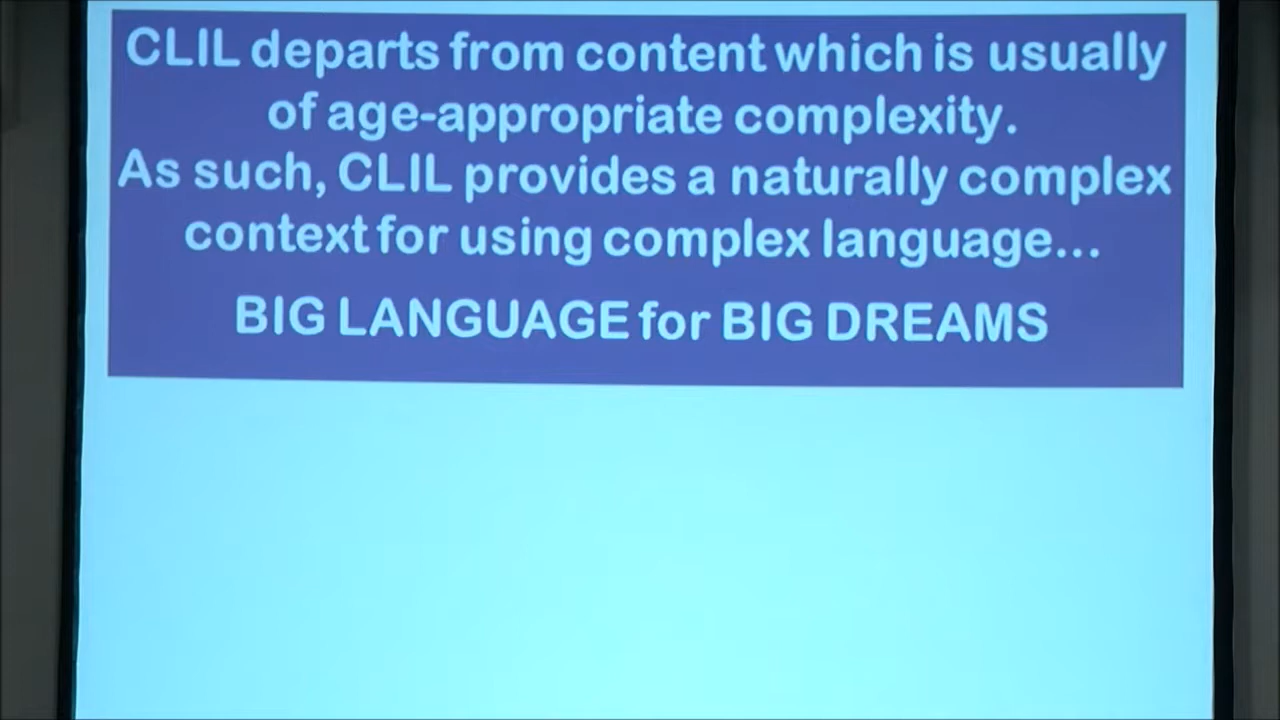 CLIL departs from content which is usually
of age-appropriate complexity.
As such, CLIL provides a naturally complex
context for using complex language...
BIG LANGUAGE for BIG DREAMS